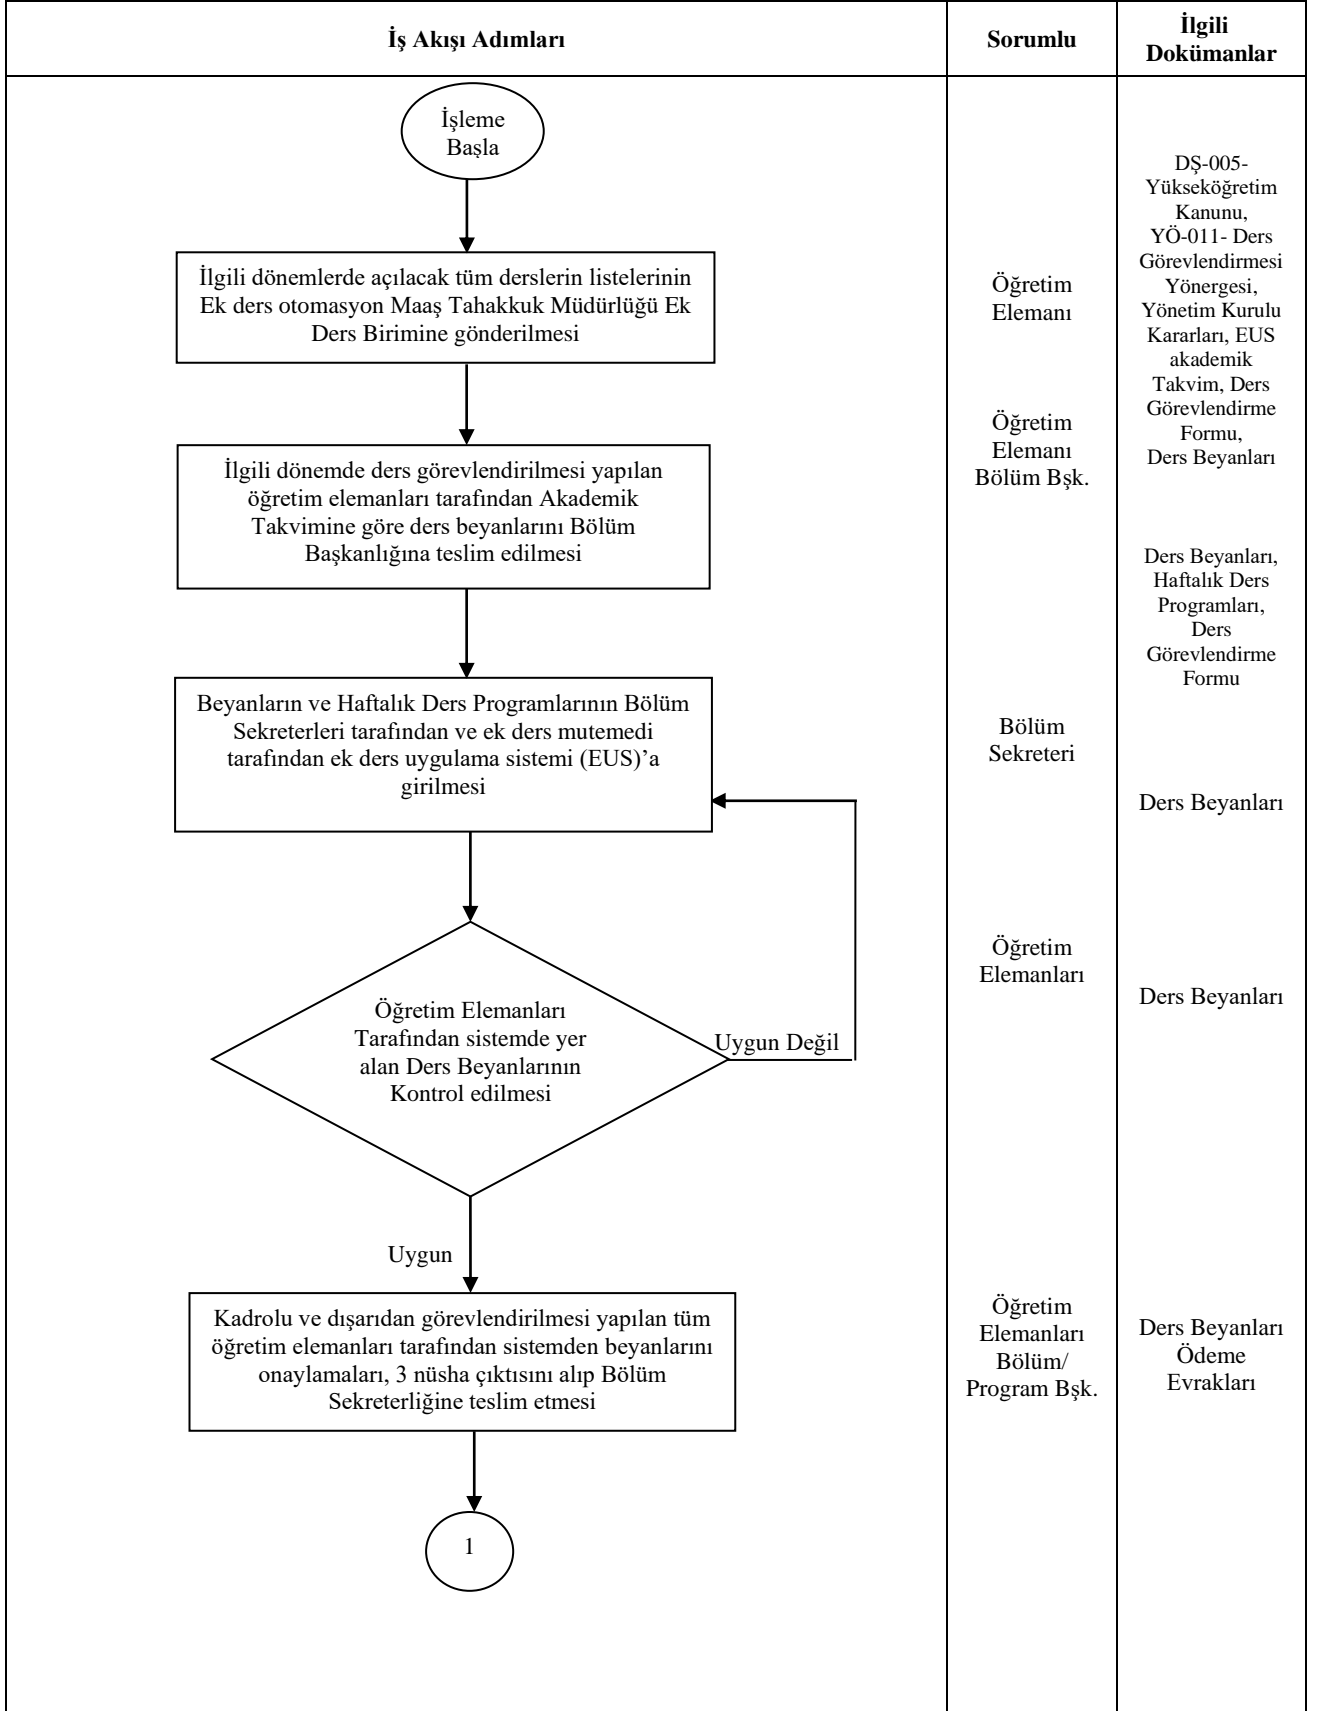 İş Akışı Adımları
Sorumlu
İlgili
Dokümanlar
İşleme
Başla
İlgili dönemlerde açılacak tüm derslerin listelerinin
Ek ders otomasyon Maaş Tahakkuk Müdürlüğü Ek
Ders Birimine gönderilmesi
İlgili dönemde ders görevlendirilmesi yapılan
öğretim elemanları tarafından Akademik
Takvimine göre ders beyanlarını Bölüm
Başkanlığına teslim edilmesi
Beyanların ve Haftalık Ders Programlarının Bölüm
Sekreterleri tarafından ve ek ders mutemedi
tarafından ek ders uygulama sistemi (EUS)’a
girilmesi
Öğretim Elemanları
Tarafından sistemde yer
alan Ders Beyanlarının
Kontrol edilmesi
Uygun Değil
Uygun
Kadrolu ve dışarıdan görevlendirilmesi yapılan tüm
öğretim elemanları tarafından sistemden beyanlarını
onaylamaları, 3 nüsha çıktısını alıp Bölüm
Sekreterliğine teslim etmesi
1
Öğretim
Elemanı
Öğretim
Elemanı
Bölüm Bşk.
Bölüm
Sekreteri
Öğretim
Elemanları
Öğretim
Elemanları
Bölüm/
Program Bşk.
DŞ-005-
Yükseköğretim
Kanunu,
YÖ-011- Ders
Görevlendirmesi
Yönergesi,
Yönetim Kurulu
Kararları, EUS
akademik
Takvim, Ders
Görevlendirme
Formu,
Ders Beyanları
Ders Beyanları,
Haftalık Ders
Programları,
Ders
Görevlendirme
Formu
Ders Beyanları
Ders Beyanları
Ders Beyanları
Ödeme
Evrakları